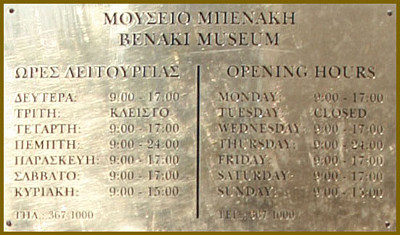 ΜΟΥΣΕΙΟ ΜΠΕΝΑΚΗ
BENAKI MUSEUM
ΩΡΕΣ ΛΕΙΤΟΥΡΓΙΑΣ
ΔΕΥΤΕΡΑ: 9:00 - 17:00
ΤΡΙΤΗ: ΚΛΕΙΣΤΟ
ΤΕΤΑΡΤΗ: 9:00 - 17:00
ΠΕΜΠΤΗ: 9:00 - 24:00
ΠΑΡΑΣΚΕΥΗ: 9:00 - 17:00
ΣΑΒΒΑΤΟ: 9:00 - 17:00
ΚΥΡΙΑΚΗ: 9:00 - 15:00
ΤΗΛ.: 367 1000
OPENING HOURS
MONDAY: 9:00 - 17:00
TUESDAY: CLOSED
WEDNESDAY: 9:00 - 17:00
THURSDAY: 9:00 - 24:00
FRIDAY: 9:00 - 17:00
SATURDAY: 9:00 - 17:00
SUNDAY: 9:00 - 15:00
TEL.: 367 1000